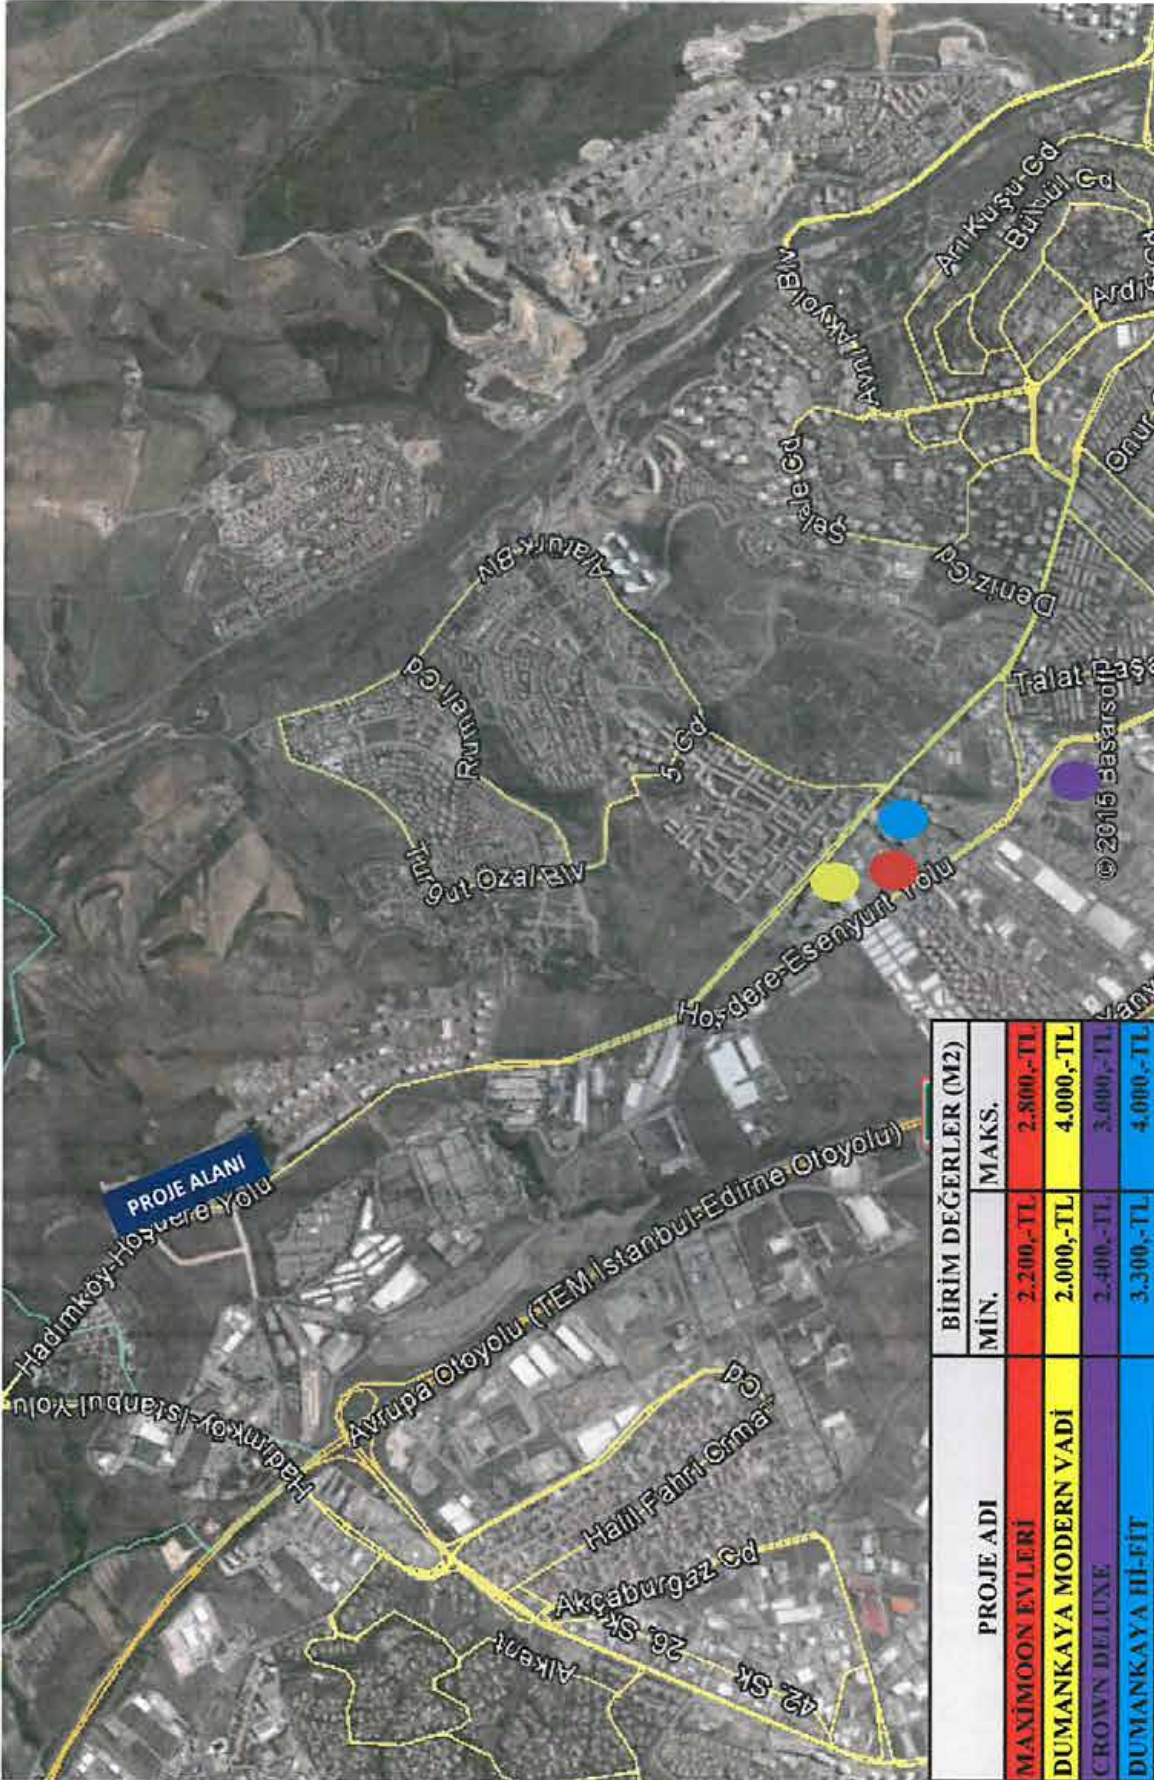 Hadımköy-İstanbul Yolu
Hadımköy-Hoşdere Yolu
PROJE ALANI
Avrupa Otoyolu (TEM İstanbul-Edirne Otoyolu)
Turgut Özal Blv
Rumeli Cd
Atatürk Blv
5. Cd
Hoşdere-Esenyurt Yolu
Alkent
26. Sk
42. Sk
Akçaburgaz Cd
Halil Fahri Orma
Cd
Şelale Cd
Avni Akyol Blv
Arı Kuşu Cd
Bülbül Cd
Deniz Cd
Onur
Talat Paşa
© 2015 Basarsoft
PROJE ADI BİRİM DEĞERLER (M2)
MİN. MAKS.
MAXİMOON EVLERİ 2.200,-TL 2.800,-TL
DUMANKAYA MODERN VADİ 2.000,-TL 4.000,-TL
CROWN DELUXE 2.400,-TL 3.000,-TL
DUMANKAYA Hİ-FİT 3.300,-TL 4.000,-TL